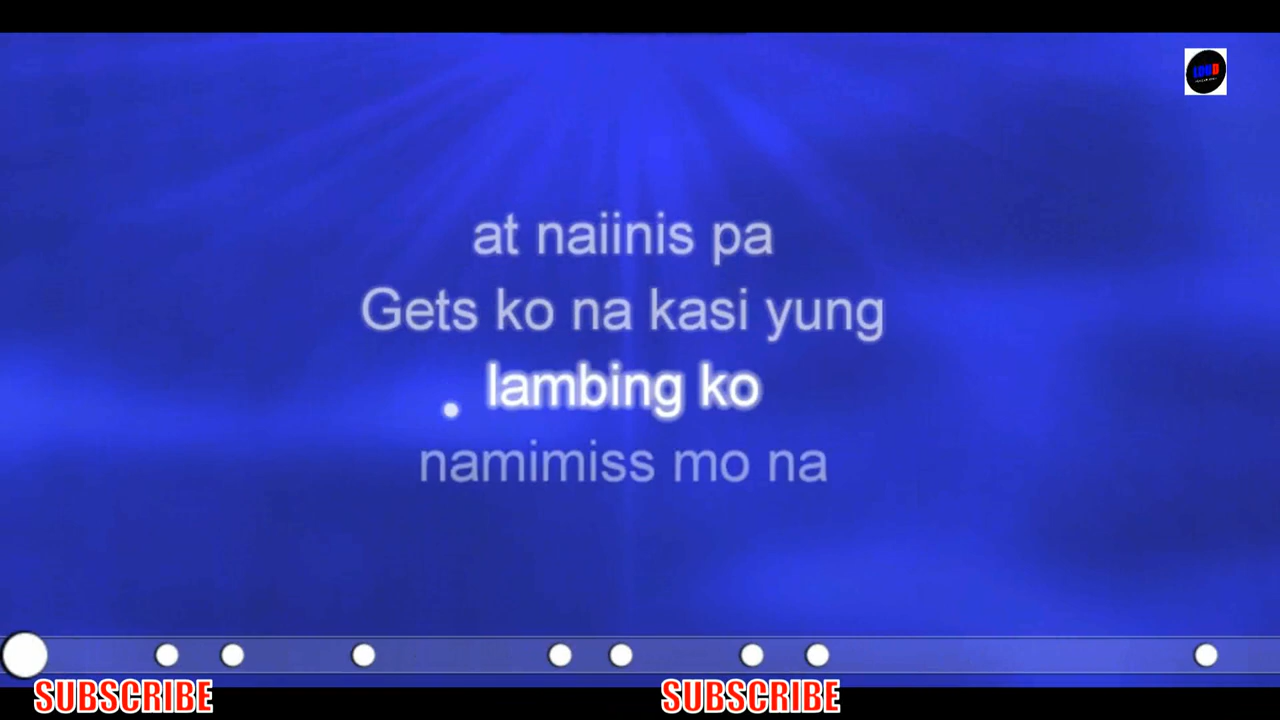 at naiinis pa
Gets ko na kasi yung
lambing ko
namimiss mo na
SUBSCRIBE SUBSCRIBE